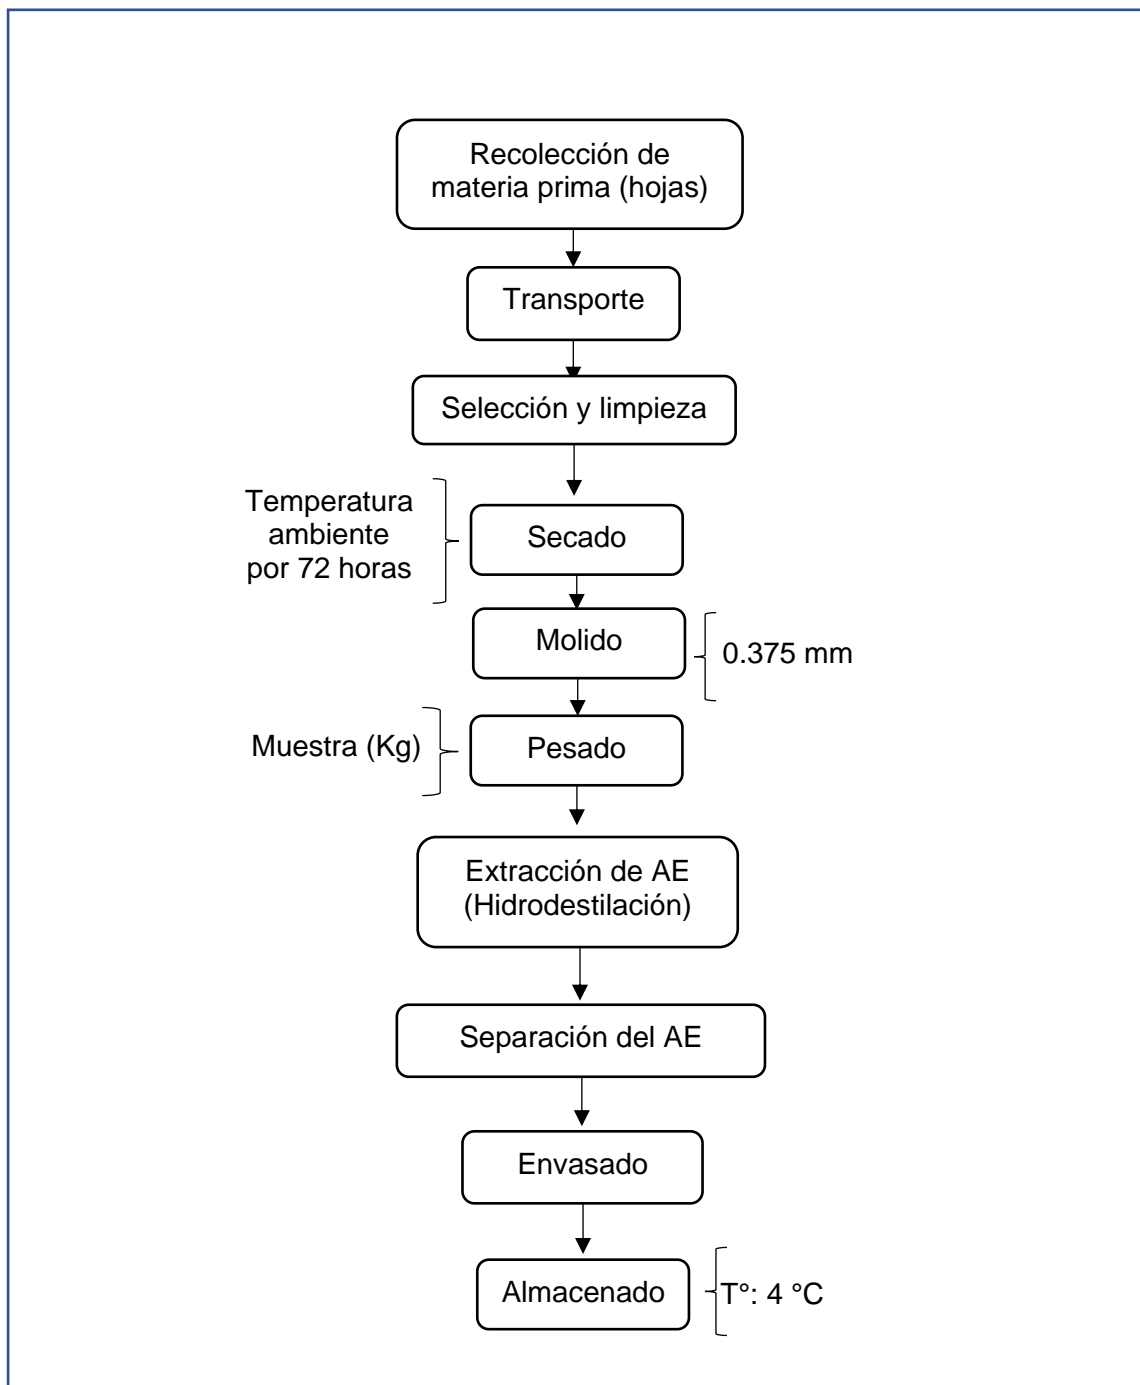 Recolección de
materia prima (hojas)
Transporte
Selección y limpieza
Temperatura
ambiente
por 72 horas
Secado
Molido
0.375 mm
Muestra (Kg)
Pesado
Extracción de AE
(Hidrodestilación)
Separación del AE
Envasado
Almacenado
T°: 4 °C